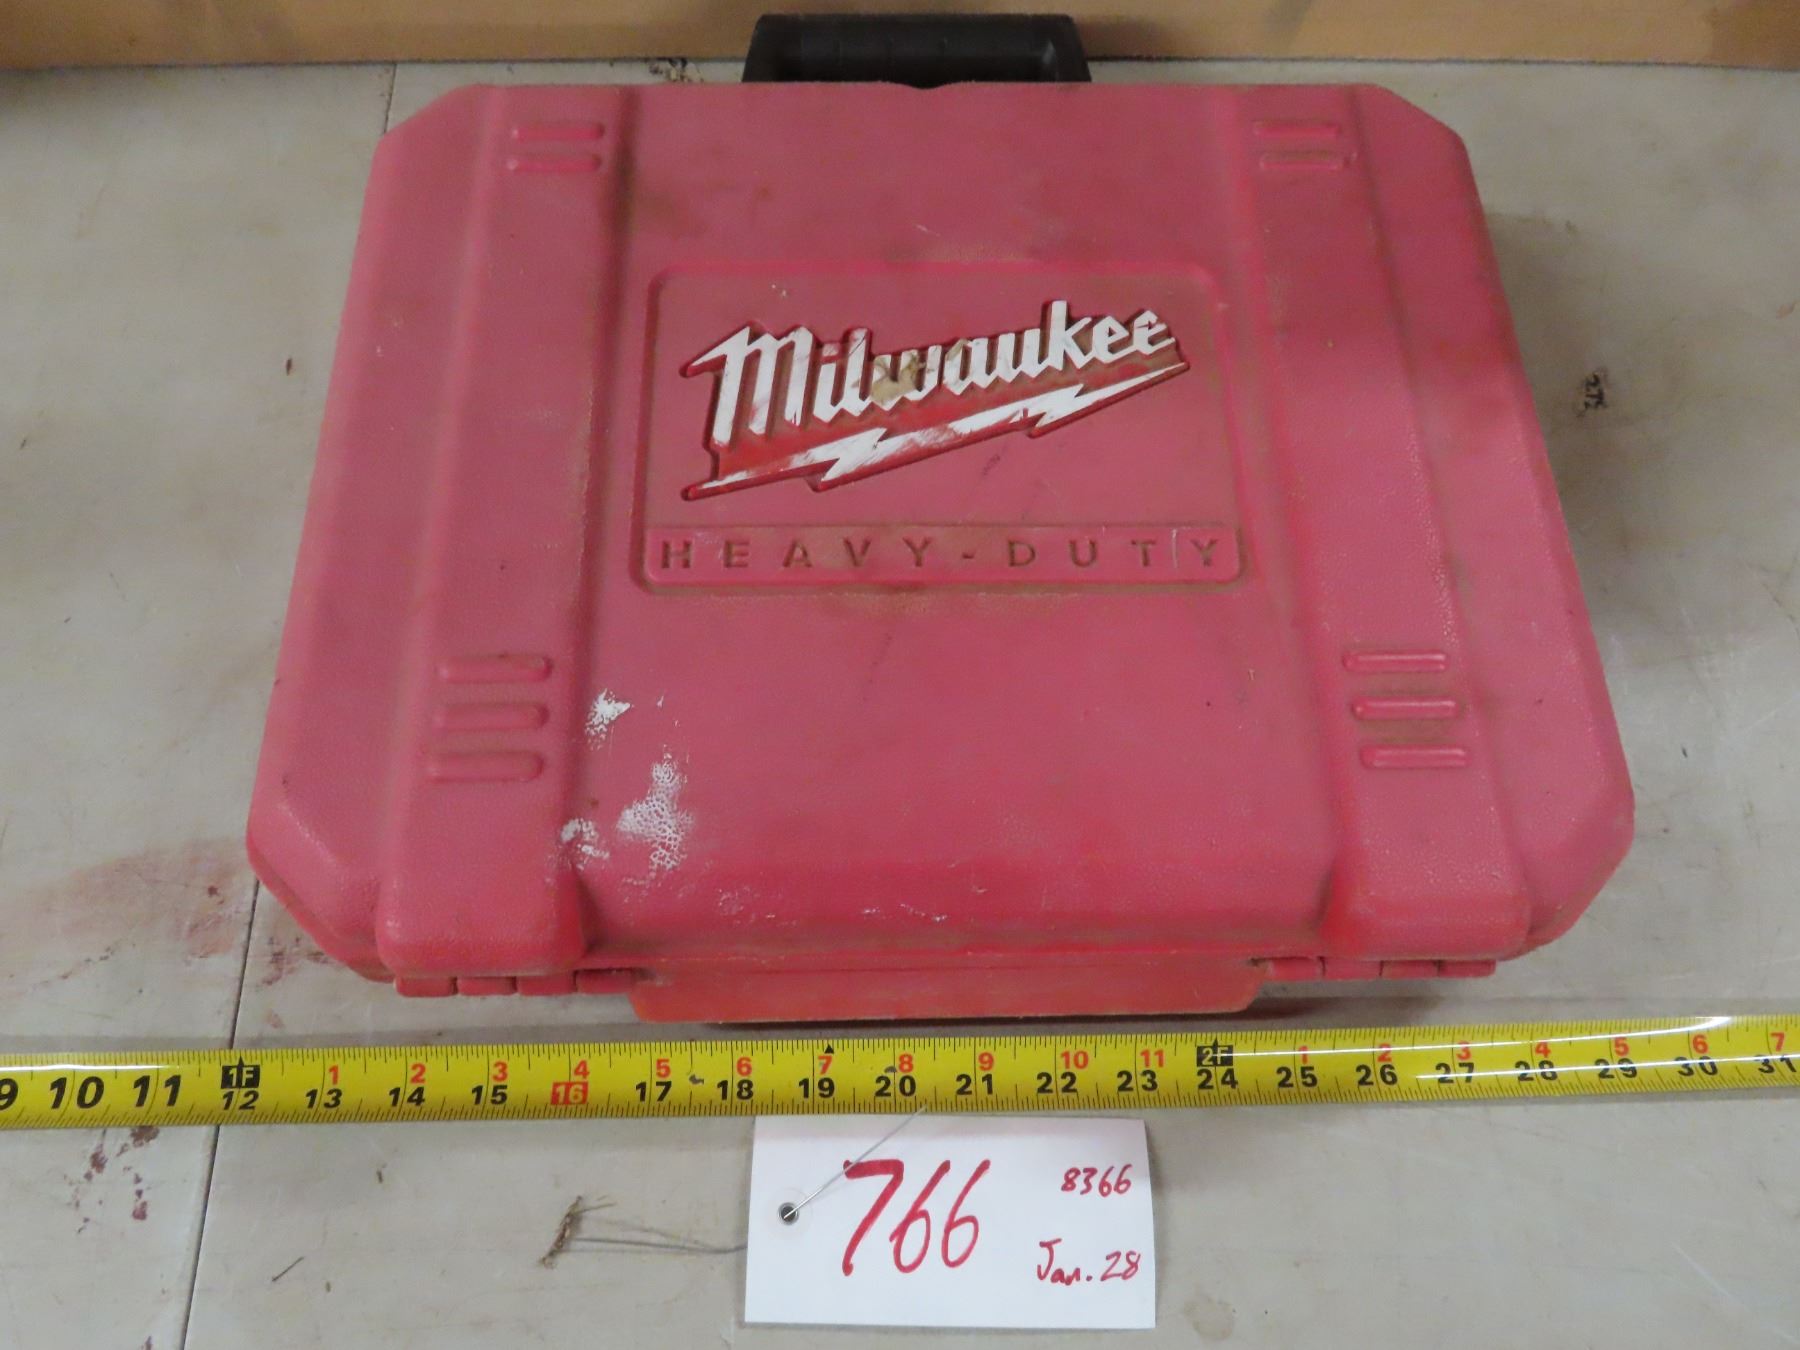 Milwaukee
HEAVY-DUTY
1F 1 2 3 4 5 6 7 8 9 10 11 2F 1 2 3 4 5 6 7
9 10 11 12 13 14 15 16 17 18 19 20 21 22 23 24 25 26 27 28 29 30 31
766 8366
Jan. 28